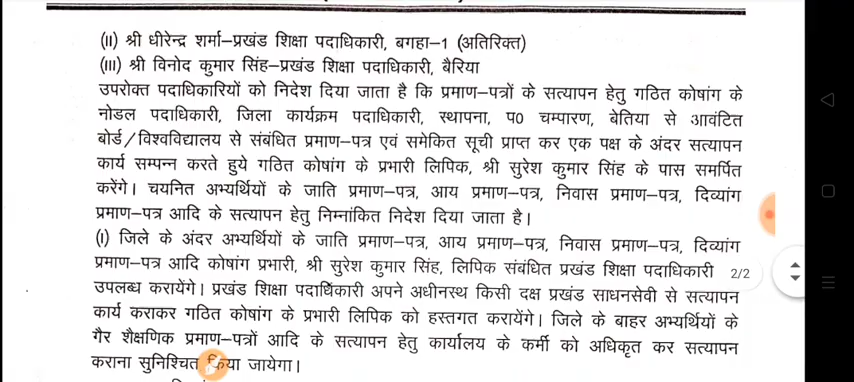 (II) श्री धीरेन्द्र शर्मा–प्रखंड शिक्षा पदाधिकारी, बगहा–1 (अतिरिक्त)
(III) श्री विनोद कुमार सिंह–प्रखंड शिक्षा पदाधिकारी, बैरिया
उपरोक्त पदाधिकारियों को निदेश दिया जाता है कि प्रमाण–पत्रों के सत्यापन हेतु गठित कोषांग के
नोडल पदाधिकारी, जिला कार्यक्रम पदाधिकारी, स्थापना, प0 चम्पारण, बेतिया से आवंटित
बोर्ड/विश्वविद्यालय से संबंधित प्रमाण–पत्र एवं समेकित सूची प्राप्त कर एक पक्ष के अंदर सत्यापन
कार्य सम्पन्न करते हुये गठित कोषांग के प्रभारी लिपिक, श्री सुरेश कुमार सिंह के पास समर्पित
करेंगे। चयनित अभ्यर्थियों के जाति प्रमाण–पत्र, आय प्रमाण–पत्र, निवास प्रमाण–पत्र, दिव्यांग
प्रमाण–पत्र आदि के सत्यापन हेतु निम्नांकित निदेश दिया जाता है।
(I) जिले के अंदर अभ्यर्थियों के जाति प्रमाण–पत्र, आय प्रमाण–पत्र, निवास प्रमाण–पत्र, दिव्यांग
प्रमाण–पत्र आदि कोषांग प्रभारी, श्री सुरेश कुमार सिंह, लिपिक संबंधित प्रखंड शिक्षा पदाधिकारी 2/2
उपलब्ध करायेंगे। प्रखंड शिक्षा पदाधिकारी अपने अधीनस्थ किसी दक्ष प्रखंड साधनसेवी से सत्यापन
कार्य कराकर गठित कोषांग के प्रभारी लिपिक को हस्तगत करायेंगे। जिले के बाहर अभ्यर्थियों के
गैर शैक्षणिक प्रमाण–पत्रों आदि के सत्यापन हेतु कार्यालय के कर्मी को अधिकृत कर सत्यापन
कराना सुनिश्चित किया जायेगा।